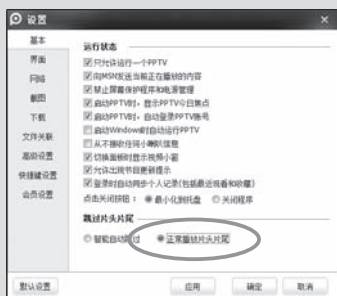 设置
基本
界面
网络
截图
下载
文件关联
高级设置
快捷键设置
会员设置
运行状态
只允许运行一个PPTV
向MSN发送当前正在播放的内容
禁止屏幕保护程序和电源管理
启动PPTV时,显示PPTV今日焦点
启动PPTV时,自动登录PPTV账号
启动Windows时自动运行PPTV
从不接收任何小喇叭信息
切换面板时显示视频小窗
允许出现节目更新提示
登录时自动同步个人记录(包括最近观看和收藏)
点击关闭按钮: 最小化到托盘 关闭程序
跳过片头片尾
智能自动跳过 正常播放片头片尾
默认设置 应用 确定 取消